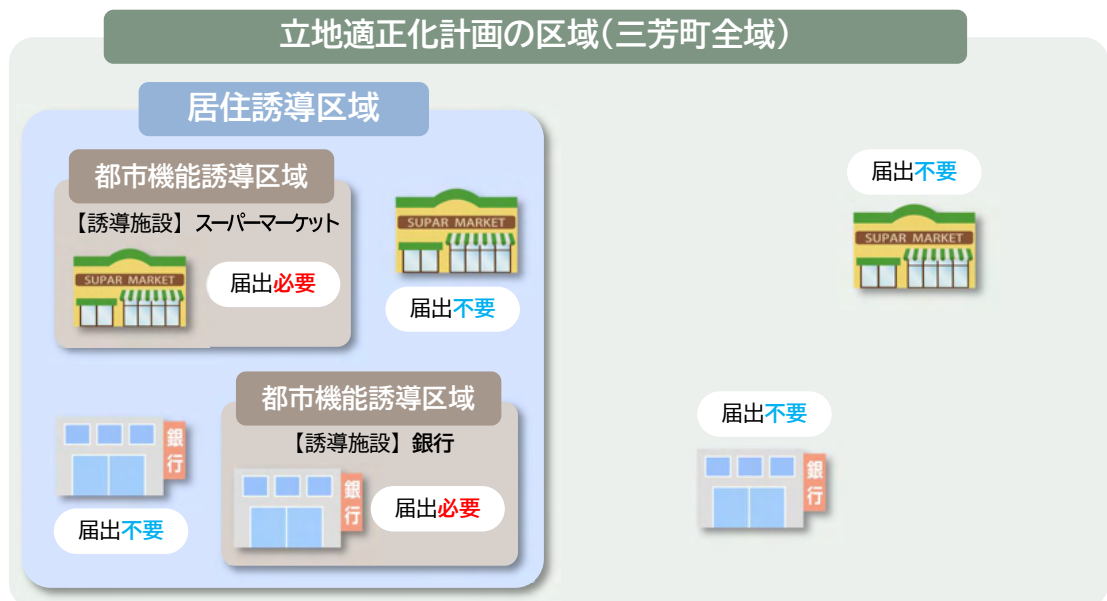 立地適正化計画の区域（三芳町全域）
居住誘導区域
都市機能誘導区域
【誘導施設】スーパーマーケット
SUPAR MARKET
届出必要
SUPAR MARKET
届出不要
届出不要
SUPAR MARKET
銀行
届出不要
都市機能誘導区域
【誘導施設】銀行
銀行
届出必要
届出不要
銀行